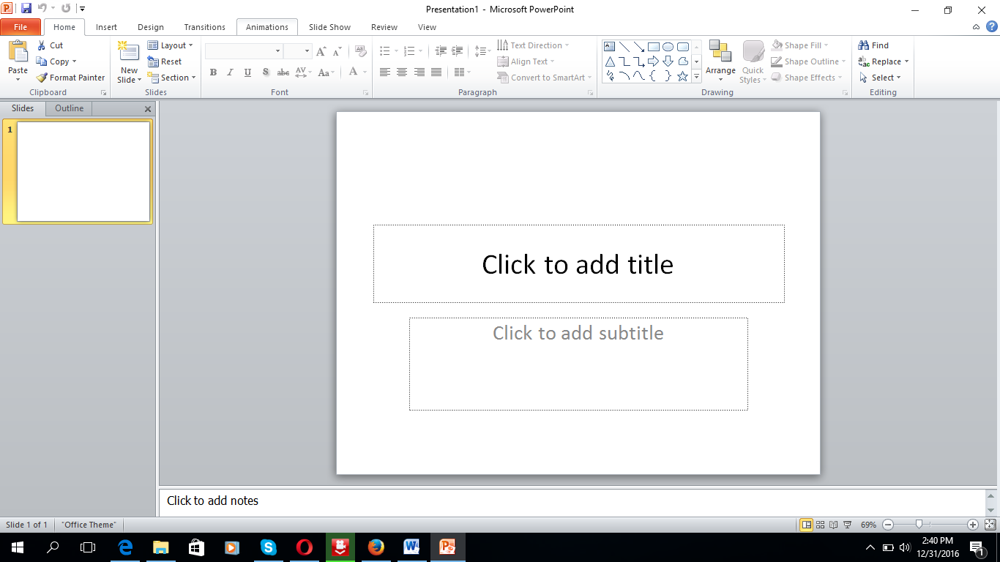 Presentation1 - Microsoft PowerPoint
File Home Insert Design Transitions Animations Slide Show Review View
Paste
Cut
Copy
Format Painter
Clipboard
New Slide
Layout
Reset
Section
Slides
B I U S abc AV Aa A
Font
Text Direction
Align Text
Convert to SmartArt
Paragraph
Arrange
Quick Styles
Shape Fill
Shape Outline
Shape Effects
Drawing
Find
Replace
Select
Editing
Slides Outline
1
Click to add title
Click to add subtitle
Click to add notes
Slide 1 of 1 "Office Theme" 69%
2:40 PM
12/31/2016
1